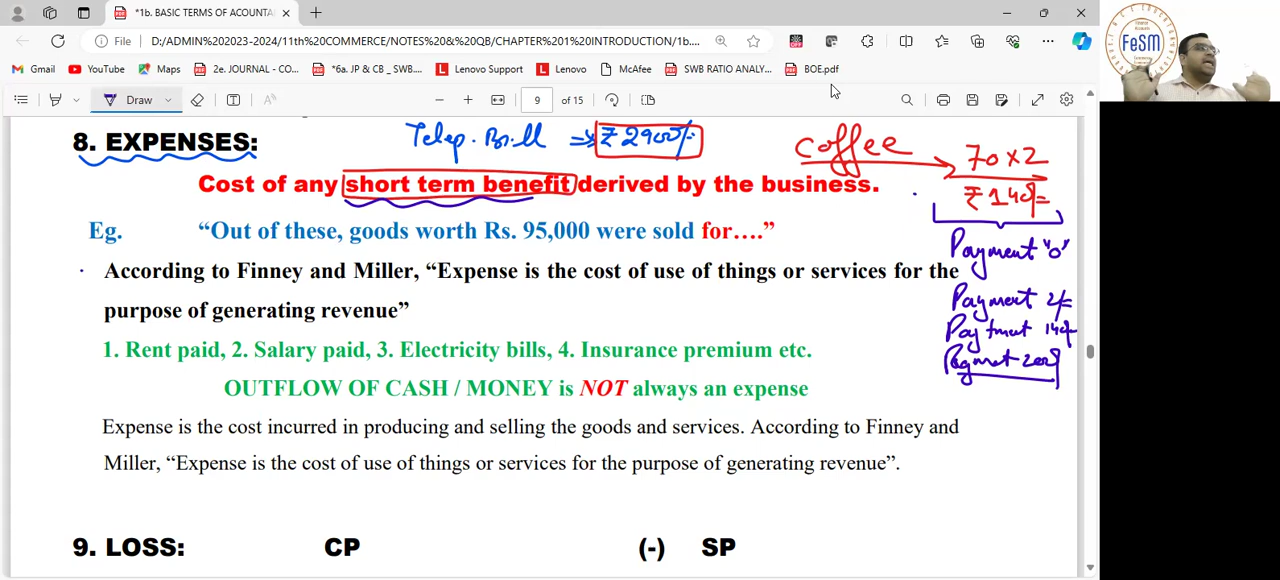 *1b. BASIC TERMS OF ACOUNTA
File
D:/ADMIN%202023-2024/11th%20COMMERCE/NOTES%20&%20QB/CHAPTER%201%20INTRODUCTION/1b....
Gmail YouTube Maps 2e. JOURNAL - CO... *6a. JP & CB _SWB.... Lenovo Support Lenovo McAfee SWB RATIO ANALY... BOE.pdf
Draw 9 of 15
FeSM
8. EXPENSES: Telep. Bill ⇒ ₹2900/- coffee → 70 x 2
₹ 140/=
Cost of any short term benefit derived by the business.
Eg. “Out of these, goods worth Rs. 95,000 were sold for….”
Payment "0"
According to Finney and Miller, “Expense is the cost of use of things or services for the
Payment 2/=
purpose of generating revenue”
Payment 140/-
1. Rent paid, 2. Salary paid, 3. Electricity bills, 4. Insurance premium etc.
OUTFLOW OF CASH / MONEY is NOT always an expense
Expense is the cost incurred in producing and selling the goods and services. According to Finney and
Miller, “Expense is the cost of use of things or services for the purpose of generating revenue”.
9. LOSS: CP (-) SP